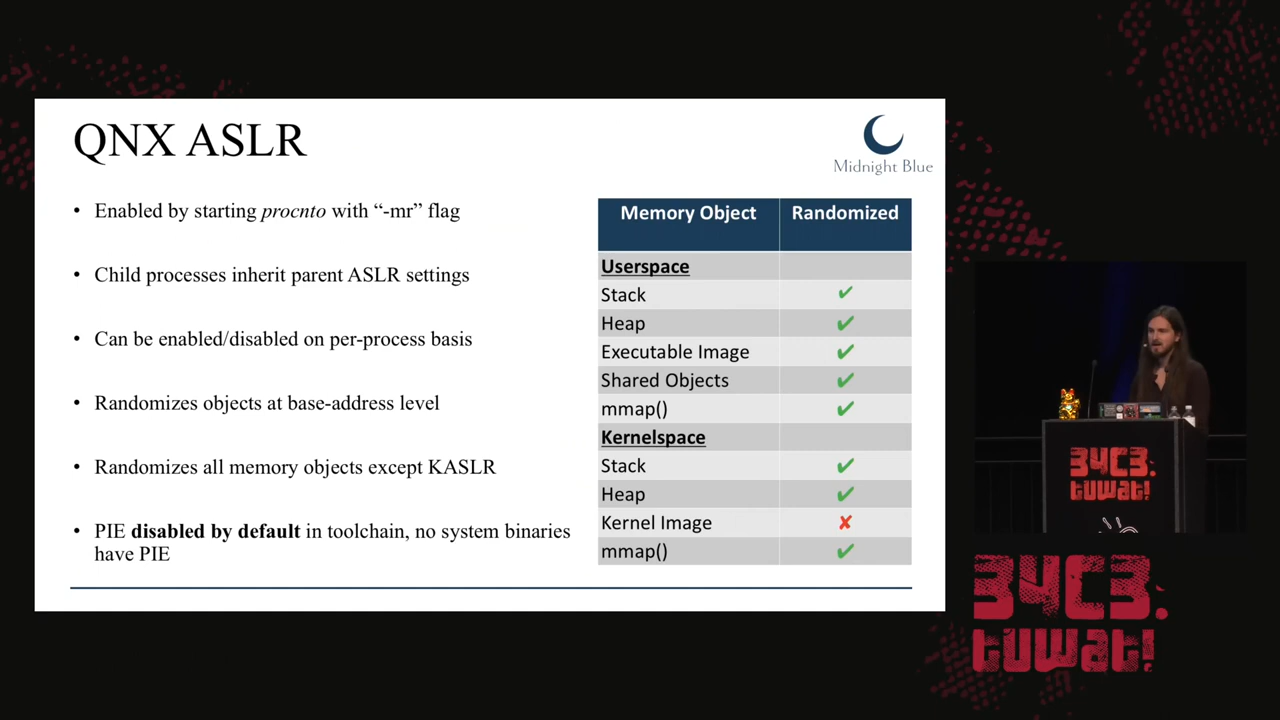 QNX ASLR
Midnight Blue
• Enabled by starting procnto with “-mr” flag
• Child processes inherit parent ASLR settings
• Can be enabled/disabled on per-process basis
• Randomizes objects at base-address level
• Randomizes all memory objects except KASLR
• PIE disabled by default in toolchain, no system binaries
have PIE
Memory Object Randomized
Userspace
Stack ✔
Heap ✔
Executable Image ✔
Shared Objects ✔
mmap() ✔
Kernelspace
Stack ✔
Heap ✔
Kernel Image ✘
mmap() ✔
34C3.
tuwat!
34C3.
tuwat!